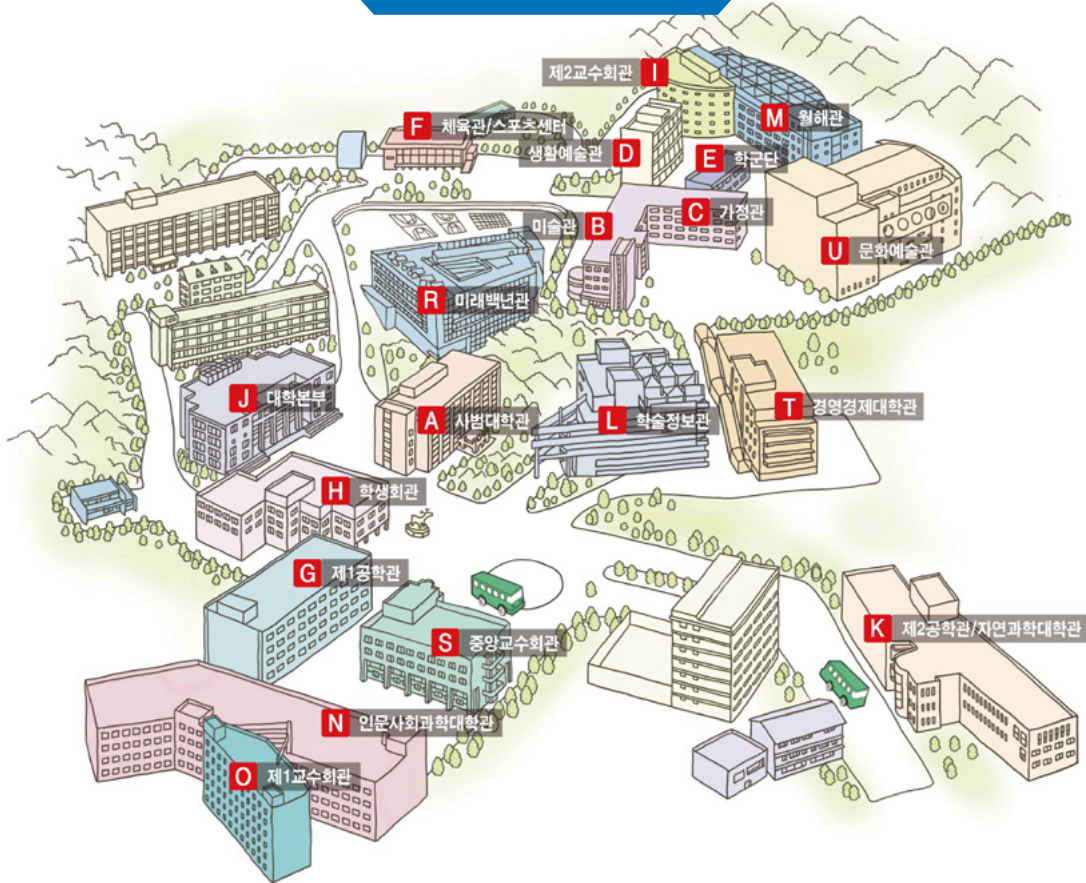 제2교수회관 I
M 월해관
F 체육관/스포츠센터
생활예술관 D
E 학군단
미술관 B
C 가정관
U 문화예술관
R 미래백년관
J 대학본부
A 사범대학관
L 학술정보관
T 경영경제대학관
H 학생회관
G 제1공학관
S 중앙교수회관
K 제2공학관/자연과학대학관
N 인문사회과학대학관
O 제1교수회관